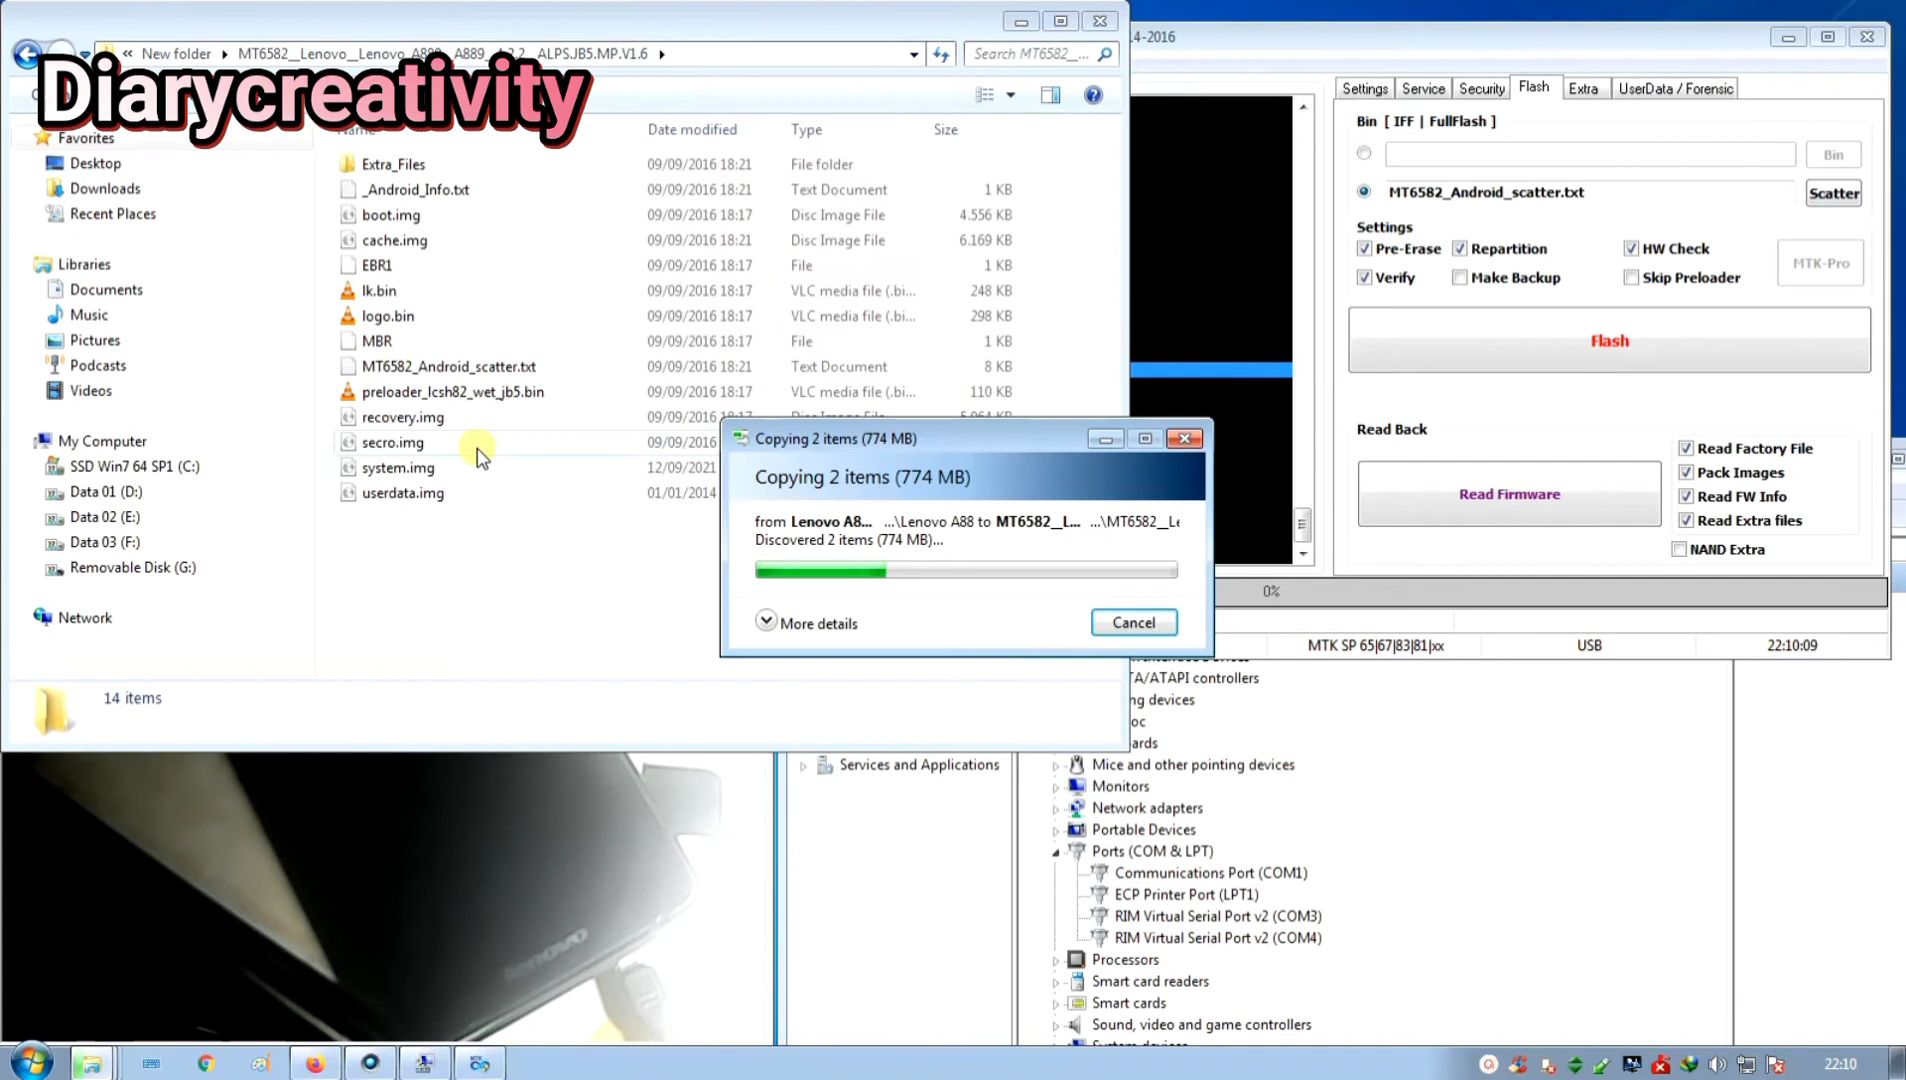 Diarycreativity
« New folder ▸ MT6582__Lenovo__Lenovo_A889__A889__4.2.2__ALPS.JB5.MP.V1.6 ▸
Search MT6582__...
Date modified Type Size
Favorites
Desktop
Downloads
Recent Places
Libraries
Documents
Music
Pictures
Podcasts
Videos
My Computer
SSD Win7 64 SP1 (C:)
Data 01 (D:)
Data 02 (E:)
Data 03 (F:)
Removable Disk (G:)
Network
Extra_Files 09/09/2016 18:21 File folder
_Android_Info.txt 09/09/2016 18:21 Text Document 1 KB
boot.img 09/09/2016 18:17 Disc Image File 4.556 KB
cache.img 09/09/2016 18:21 Disc Image File 6.169 KB
EBR1 09/09/2016 18:17 File 1 KB
lk.bin 09/09/2016 18:17 VLC media file (.bi... 248 KB
logo.bin 09/09/2016 18:17 VLC media file (.bi... 298 KB
MBR 09/09/2016 18:17 File 1 KB
MT6582_Android_scatter.txt 09/09/2016 18:17 Text Document 8 KB
preloader_lcsh82_wet_jb5.bin 09/09/2016 18:17 VLC media file (.bi... 110 KB
recovery.img
secro.img 09/09/2016
system.img 12/09/2021
userdata.img 01/01/2014
14 items
Copying 2 items (774 MB)
Copying 2 items (774 MB)
from Lenovo A8... ...\Lenovo A88 to MT6582__L... ...\MT6582__Le
Discovered 2 items (774 MB)...
More details
Cancel
14-2016
Settings Service Security Flash Extra UserData / Forensic
Bin [ IFF | FullFlash ]
Bin
MT6582_Android_scatter.txt
Scatter
Settings
Pre-Erase Repartition HW Check
MTK-Pro
Verify Make Backup Skip Preloader
Flash
Read Back
Read Firmware
Read Factory File
Pack Images
Read FW Info
Read Extra files
NAND Extra
0%
MTK SP 65|67|83|81|xx USB 22:10:09
TA/ATAPI controllers
ng devices
oc
ards
Services and Applications
Mice and other pointing devices
Monitors
Network adapters
Portable Devices
Ports (COM & LPT)
Communications Port (COM1)
ECP Printer Port (LPT1)
RIM Virtual Serial Port v2 (COM3)
RIM Virtual Serial Port v2 (COM4)
Processors
Smart card readers
Smart cards
Sound, video and game controllers
lenovo
22:10